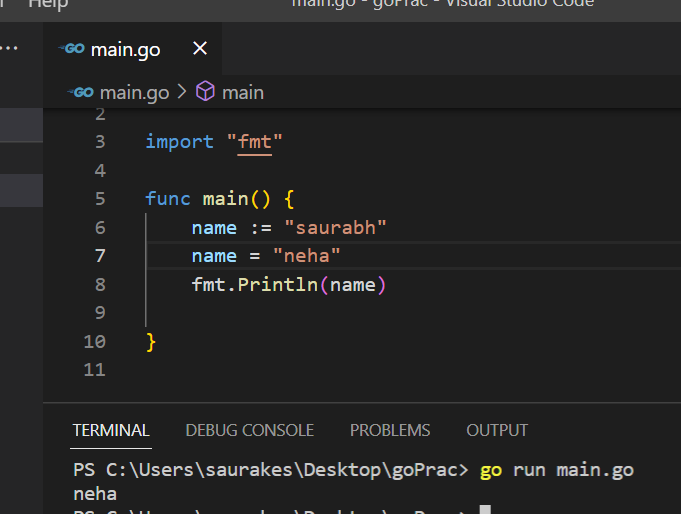 Help
main.go - goPrac - Visual Studio Code
GO main.go ×
GO main.go > main
2
3 import "fmt"
4
5 func main() {
6 name := "saurabh"
7 name = "neha"
8 fmt.Println(name)
9
10 }
11
TERMINAL DEBUG CONSOLE PROBLEMS OUTPUT
PS C:\Users\saurakes\Desktop\goPrac> go run main.go
neha
PS C:\Users\saurakes\Desktop\goPrac>